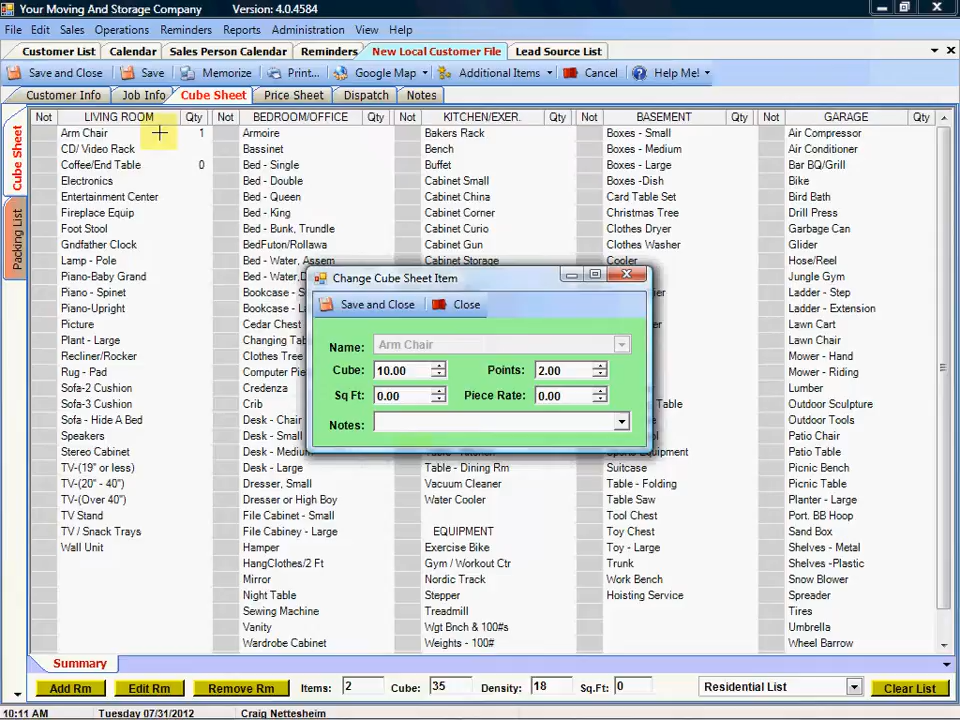 Your Moving And Storage Company Version: 4.0.4584
File Edit Sales Operations Reminders Reports Administration View Help
Customer List Calendar Sales Person Calendar Reminders New Local Customer File Lead Source List
Save and Close Save Memorize Print... Google Map Additional Items Cancel Help Me!
Customer Info Job Info Cube Sheet Price Sheet Dispatch Notes
Cube Sheet
Packing List
Not LIVING ROOM Qty Not BEDROOM/OFFICE Qty Not KITCHEN/EXER. Qty Not BASEMENT Qty Not GARAGE Qty
Arm Chair 1 Armoire Bakers Rack Boxes - Small Air Compressor
CD/ Video Rack Bassinet Bench Boxes - Medium Air Conditioner
Coffee/End Table 0 Bed - Single Buffet Boxes - Large Bar BQ/Grill
Electronics Bed - Double Cabinet Small Boxes -Dish Bike
Entertainment Center Bed - Queen Cabinet China Card Table Set Bird Bath
Fireplace Equip Bed - King Cabinet Corner Christmas Tree Drill Press
Foot Stool Bed - Bunk, Trundle Cabinet Curio Clothes Dryer Garbage Can
Gndfather Clock BedFuton/Rollawa Cabinet Gun Clothes Washer Glider
Lamp - Pole Bed - Water, Assem Cabinet Storage Cooler Hose/Reel
Piano-Baby Grand Bed - Water, Jungle Gym
Piano - Spinet Bookcase - Ladder - Step
Piano-Upright Bookcase - Ladder - Extension
Picture Cedar Chest Lawn Cart
Plant - Large Changing Lawn Chair
Recliner/Rocker Clothes Tree Mower - Hand
Rug - Pad Computer Mower - Riding
Sofa-2 Cushion Credenza Lumber
Sofa-3 Cushion Crib Table Outdoor Sculpture
Sofa - Hide A Bed Desk - Chair Outdoor Tools
Speakers Desk - Small Patio Chair
Stereo Cabinet Desk - Medium Patio Table
TV-(19" or less) Desk - Large Table - Dining Rm Suitcase Picnic Bench
TV-(20" - 40") Dresser, Small Vacuum Cleaner Table - Folding Picnic Table
TV-(Over 40") Dresser or High Boy Water Cooler Table Saw Planter - Large
TV Stand File Cabinet - Small Tool Chest Port. BB Hoop
TV / Snack Trays File Cabiney - Large EQUIPMENT Toy Chest Sand Box
Wall Unit Hamper Exercise Bike Toy - Large Shelves - Metal
HangClothes/2 Ft Gym / Workout Ctr Trunk Shelves -Plastic
Mirror Nordic Track Work Bench Snow Blower
Night Table Stepper Hoisting Service Shelves
Sewing Machine Treadmill Tires
Vanity Wgt Bnch & 100#s Umbrella
Wardrobe Cabinet Weights - 100# Wheel Barrow
Change Cube Sheet Item
Save and Close Close
Name: Arm Chair
Cube: 10.00 Points: 2.00
Sq Ft: 0.00 Piece Rate: 0.00
Notes:
Summary
Add Rm Edit Rm Remove Rm Items: 2 Cube: 35 Density: 18 Sq.Ft: 0 Residential List Clear List
10:11 AM Tuesday 07/31/2012 Craig Nettesheim